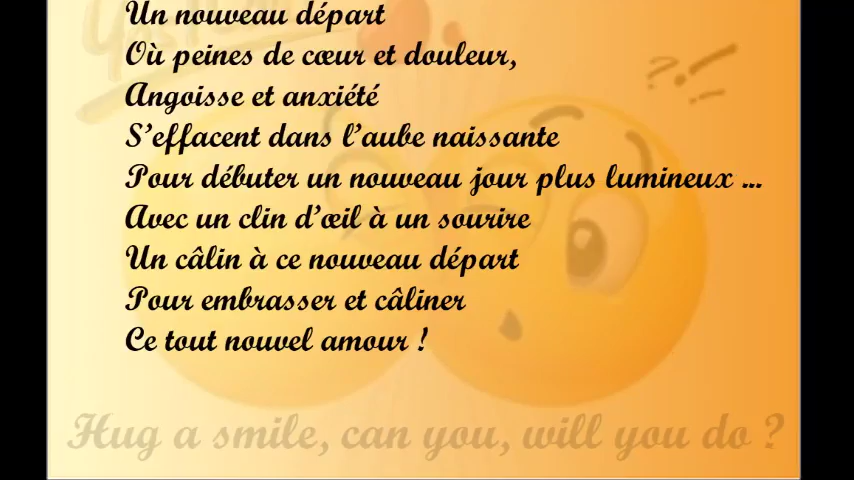 Un nouveau départ
Où peines de cœur et douleur,
Angoisse et anxiété
S'effacent dans l'aube naissante
Pour débuter un nouveau jour plus lumineux ...
Avec un clin d'œil à un sourire
Un câlin à ce nouveau départ
Pour embrasser et câliner
Ce tout nouvel amour !
Hug a smile, can you, will you do ?